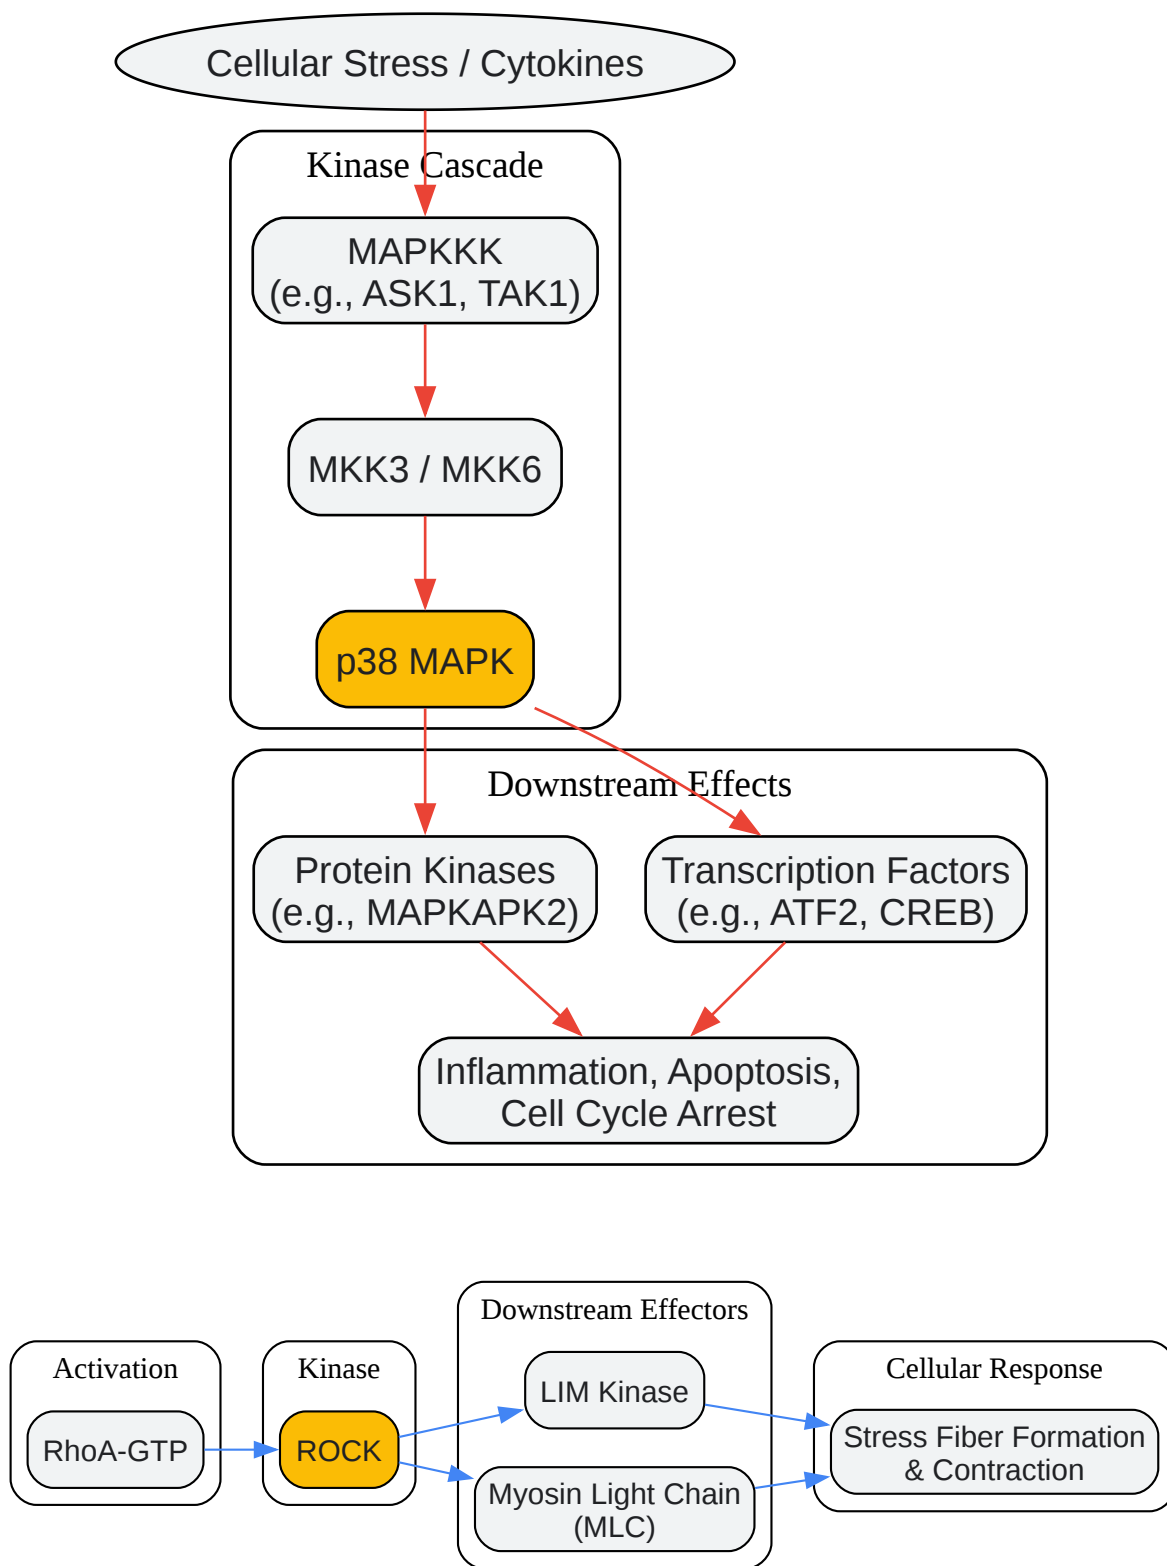 Cellular Stress / Cytokines
Kinase Cascade
MAPKKK
(e.g., ASK1, TAK1)
MKK3 / MKK6
p38 MAPK
Downstream Effects
Protein Kinases
(e.g., MAPKAPK2)
Transcription Factors
(e.g., ATF2, CREB)
Inflammation, Apoptosis,
Cell Cycle Arrest
Activation
RhoA-GTP
Kinase
ROCK
Downstream Effectors
LIM Kinase
Myosin Light Chain
(MLC)
Cellular Response
Stress Fiber Formation
& Contraction